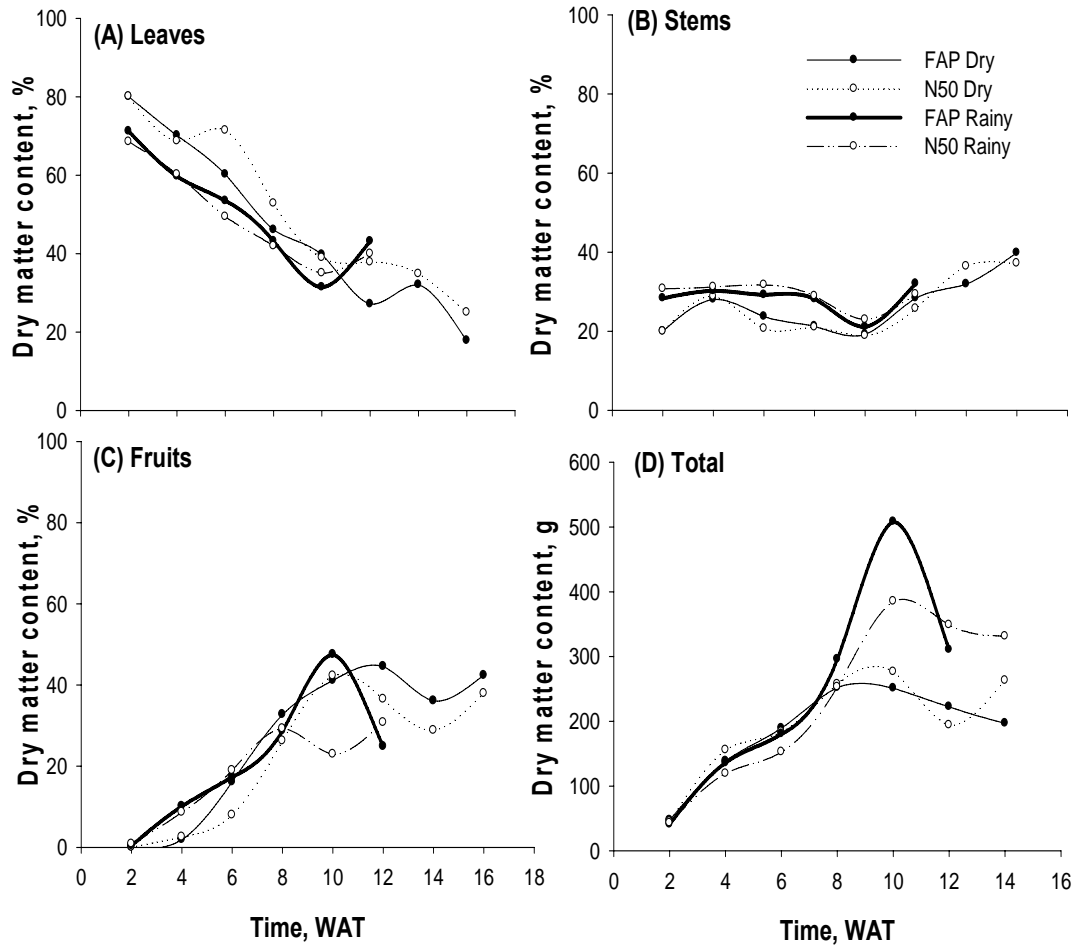 (A) Leaves
Dry matter content, %
100
80
60
40
20
0
(B) Stems
FAP Dry
N50 Dry
FAP Rainy
N50 Rainy
Dry matter content, %
100
80
60
40
20
0
(C) Fruits
Dry matter content, %
100
80
60
40
20
0
0 2 4 6 8 10 12 14 16 18
Time, WAT
(D) Total
Dry matter content, g
600
500
400
300
200
100
0
0 2 4 6 8 10 12 14 16
Time, WAT